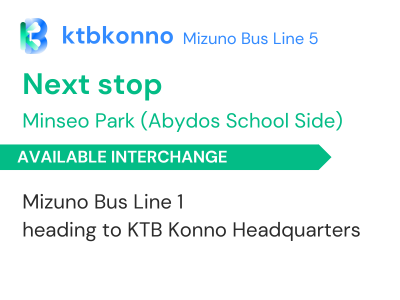 ktbkonno Mizuno Bus Line 5
Next stop
Minseo Park (Abydos School Side)
AVAILABLE INTERCHANGE
Mizuno Bus Line 1
heading to KTB Konno Headquarters